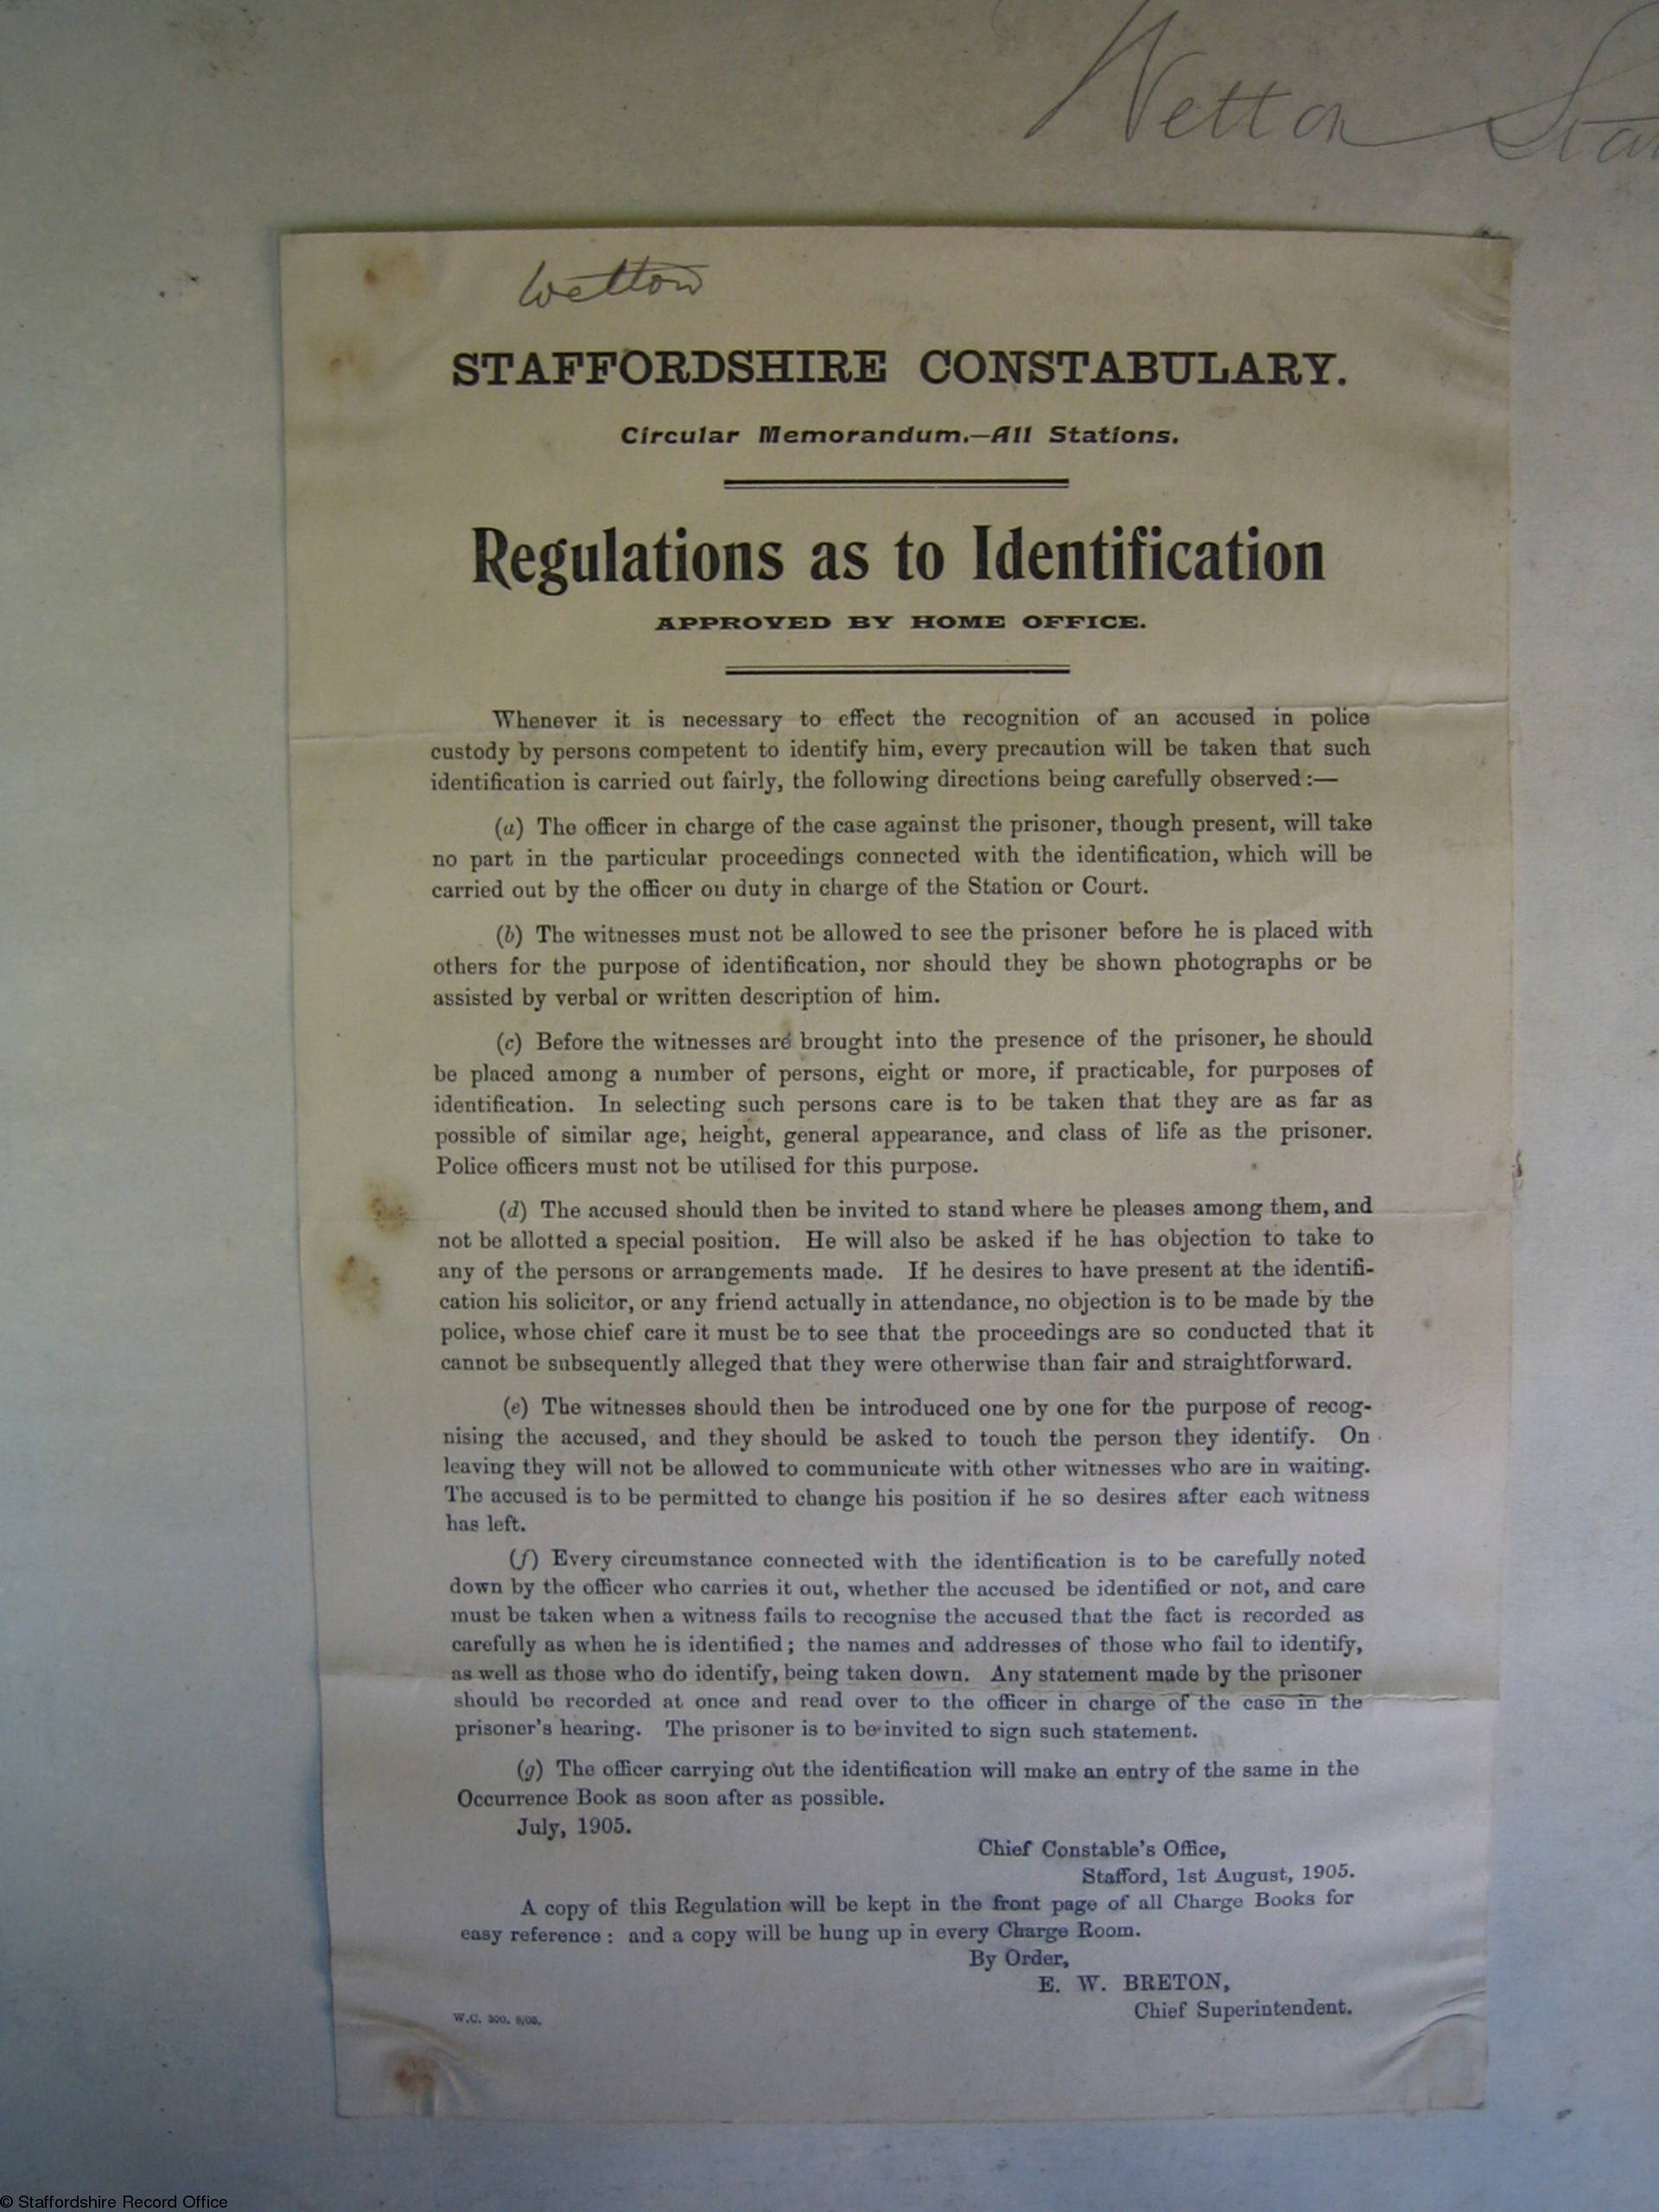 Wetton
Wetton
STAFFORDSHIRE CONSTABULARY.
Circular Memorandum.—All Stations.
Regulations as to Identification
APPROVED BY HOME OFFICE.
Whenever it is necessary to effect the recognition of an accused in police
custody by persons competent to identify him, every precaution will be taken that such
identification is carried out fairly, the following directions being carefully observed :—
(a) The officer in charge of the case against the prisoner, though present, will take
no part in the particular proceedings connected with the identification, which will be
carried out by the officer on duty in charge of the Station or Court.
(b) The witnesses must not be allowed to see the prisoner before he is placed with
others for the purpose of identification, nor should they be shown photographs or be
assisted by verbal or written description of him.
(c) Before the witnesses are brought into the presence of the prisoner, he should
be placed among a number of persons, eight or more, if practicable, for purposes of
identification. In selecting such persons care is to be taken that they are as far as
possible of similar age, height, general appearance, and class of life as the prisoner.
Police officers must not be utilised for this purpose.
(d) The accused should then be invited to stand where he pleases among them, and
not be allotted a special position. He will also be asked if he has objection to take to
any of the persons or arrangements made. If he desires to have present at the identifi-
cation his solicitor, or any friend actually in attendance, no objection is to be made by the
police, whose chief care it must be to see that the proceedings are so conducted that it
cannot be subsequently alleged that they were otherwise than fair and straightforward.
(e) The witnesses should then be introduced one by one for the purpose of recog-
nising the accused, and they should be asked to touch the person they identify. On
leaving they will not be allowed to communicate with other witnesses who are in waiting.
The accused is to be permitted to change his position if he so desires after each witness
has left.
(f) Every circumstance connected with the identification is to be carefully noted
down by the officer who carries it out, whether the accused be identified or not, and care
must be taken when a witness fails to recognise the accused that the fact is recorded as
carefully as when he is identified ; the names and addresses of those who fail to identify,
as well as those who do identify, being taken down. Any statement made by the prisoner
should be recorded at once and read over to the officer in charge of the case in the
prisoner's hearing. The prisoner is to be invited to sign such statement.
(g) The officer carrying out the identification will make an entry of the same in the
Occurrence Book as soon after as possible.
July, 1905.
Chief Constable's Office,
Stafford, 1st August, 1905.
A copy of this Regulation will be kept in the front page of all Charge Books for
easy reference : and a copy will be hung up in every Charge Room.
By Order,
E. W. BRETON,
Chief Superintendent.
W.C. 300. 8/05.
© Staffordshire Record Office